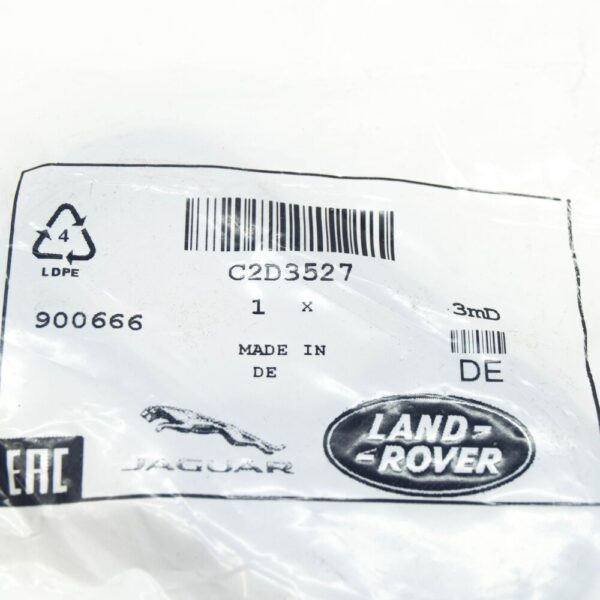 4
LDPE
C2D3527
1 x
3mD
900666
MADE IN
DE
DE
EAC
JAGUAR
LAND
ROVER